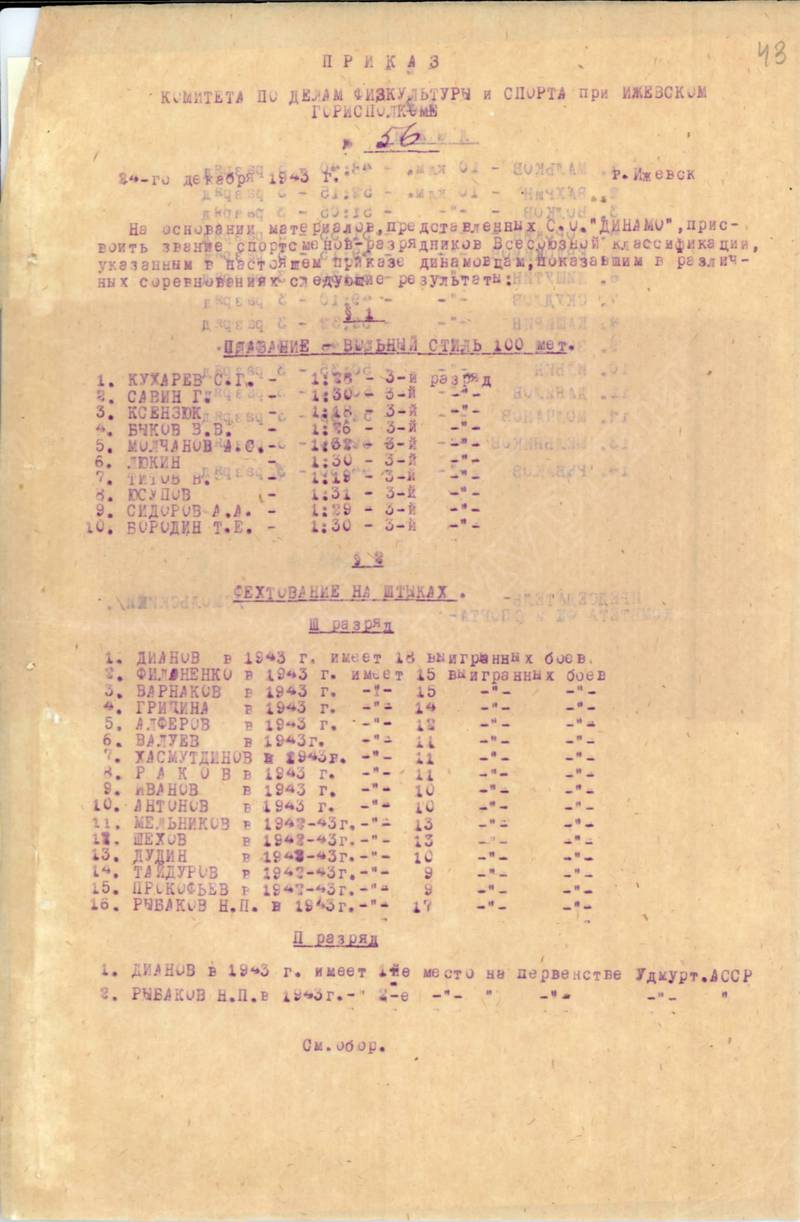 43
ПРИКАЗ
КОМИТЕТА ПО ДЕЛАМ ФИЗКУЛЬТУРЫ и СПОРТА при ИЖЕВСКОМ
ГОРИСПОЛКОМЕ
56
24-го декабря 1943 г. г.Ижевск
На основании материалов,представленных С.О."ДИНАМО",прис-
воить звание спортсменов-разрядников Всесоюзной классификации,
указанным в настоящем приказе динамовцам,показавшим в различ-
ных соревнованиях следующие результаты:
§ 1
ПЛАВАНИЕ - ВОЛЬНЫЙ СТИЛЬ 100 мет.
1. КУХАРЕВ С.Г. - 1:28 - 3-й разряд
2. САВИН Г. - 1:30 - 3-й -"-
3. КСЕНЗЮК - 1:18 - 3-й -"-
4. БЧКОВ В.В. - 1:26 - 3-й -"-
5. МОЛЧАНОВ А.С.- 1:32 - 3-й -"-
6. ЛЮКИН - 1:30 - 3-й -"-
7. ТИТОВ В. - 1:19 - 3-й -"-
8. ЮСУПОВ - 1:31 - 3-й -"-
9. СИДОРОВ А.А. - 1:29 - 3-й -"-
10. БОРОДИН Т.Е. - 1:30 - 3-й -"-
§ 2
ФЕХТОВАНИЕ НА ШТЫКАХ .
Ш разряд
1. ДИАНОВ в 1943 г. имеет 18 выигранных боев.
2. ФИЛАНЕНКО в 1943 г. имеет 15 выигранных боев
3. ВАРНАКОВ в 1943 г. -"- 15 -"- -"-
4. ГРИЦИНА в 1943 г. -"- 14 -"- -"-
5. АЛФЕРОВ в 1943 г. -"- 12 -"- -"-
6. ВАЛУЕВ в 1943г. -"- 11 -"- -"-
7. ХАСМУТДИНОВ в 1943г. -"- 11 -"- -"-
8. Р А К О В в 1943 г. -"- 11 -"- -"-
9. ИВАНОВ в 1943 г. -"- 10 -"- -"-
10. АНТОНОВ в 1943 г. -"- 10 -"- -"-
11. МЕЛЬНИКОВ в 1942-43г.-"- 13 -"- -"-
12. ШЕХОВ в 1942-43г.-"- 13 -"- -"-
13. ДУДИН в 1942-43г.-"- 10 -"- -"-
14. ТАЙДУРОВ в 1942-43г.-"- 9 -"- -"-
15. ПРОКОФЬЕВ в 1942-43г.-"- 9 -"- -"-
16. РЫБАКОВ Н.П. в 1943г.-"- 17 -"- -"-
П разряд
1. ДИАНОВ в 1943 г. имеет 1-е место на первенстве Удмурт.АССР
2. РЫБАКОВ Н.П.в 1943г.-" 2-е -"- " -"- -"- "
См.обор.